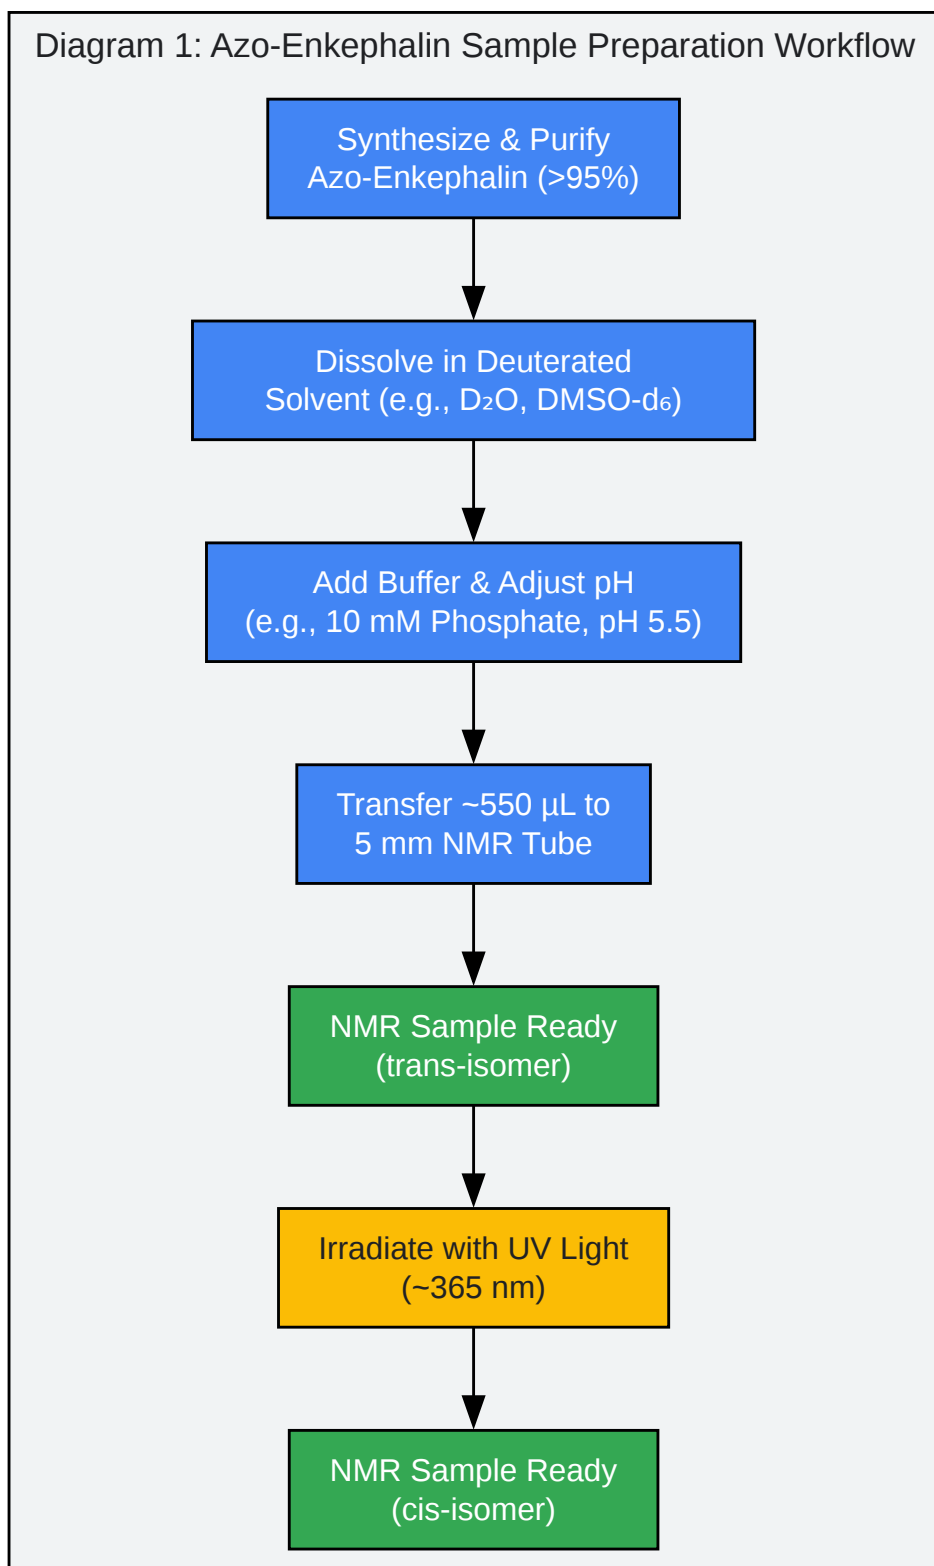 Diagram 1: Azo-Enkephalin Sample Preparation Workflow
Synthesize & Purify
Azo-Enkephalin (>95%)
Dissolve in Deuterated
Solvent (e.g., D₂O, DMSO-d₆)
Add Buffer & Adjust pH
(e.g., 10 mM Phosphate, pH 5.5)
Transfer ~550 µL to
5 mm NMR Tube
NMR Sample Ready
(trans-isomer)
Irradiate with UV Light
(~365 nm)
NMR Sample Ready
(cis-isomer)